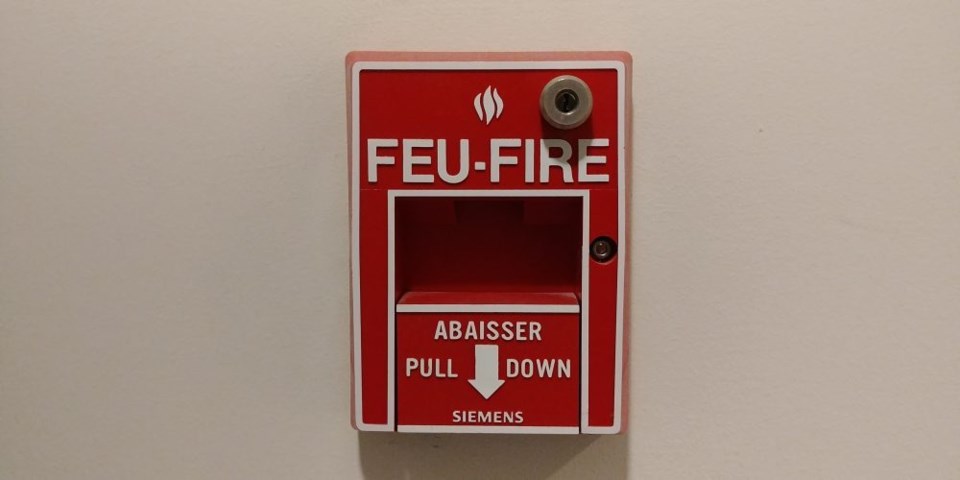 FEU-FIRE
ABAISSER
PULL DOWN
SIEMENS